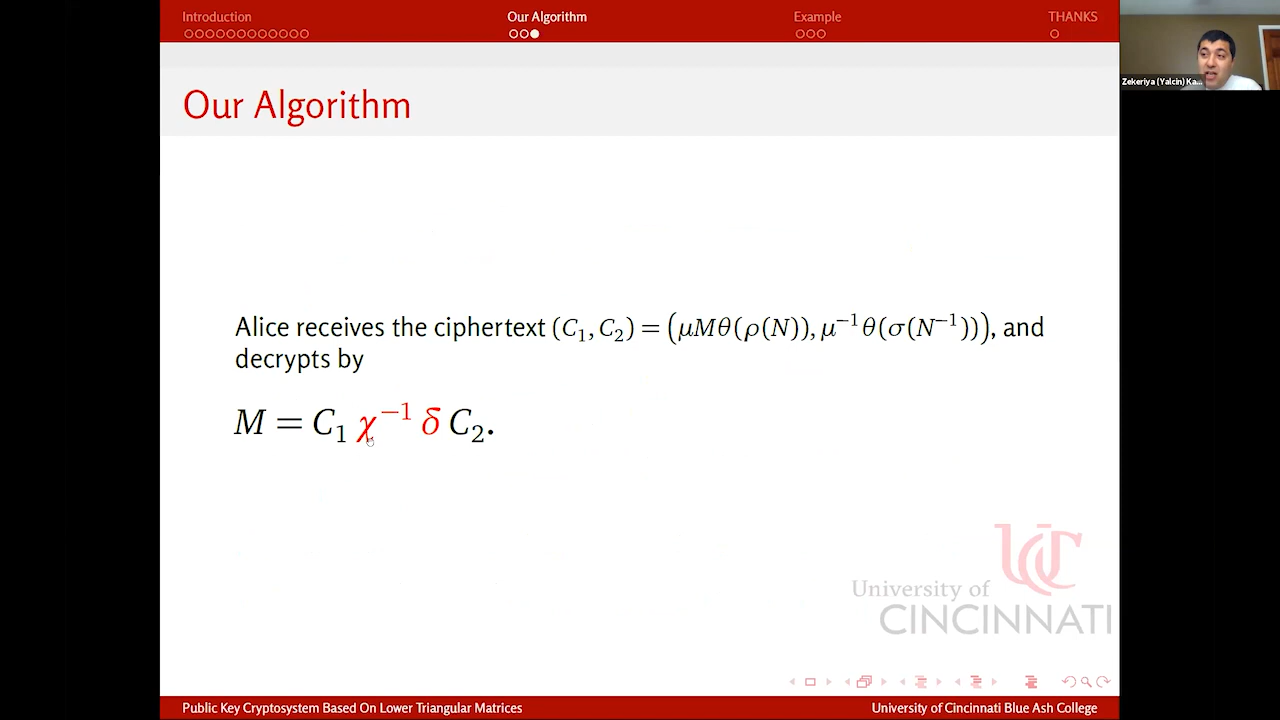 Introduction Our Algorithm Example THANKS
Zekeriya (Yalcin) Ka...
Our Algorithm
Alice receives the ciphertext (C₁, C₂) = (μMθ(ρ(N)), μ⁻¹θ(σ(N⁻¹))), and
decrypts by
M = C₁ χ⁻¹ δ C₂.
University of
CINCINNATI
Public Key Cryptosystem Based On Lower Triangular Matrices University of Cincinnati Blue Ash College